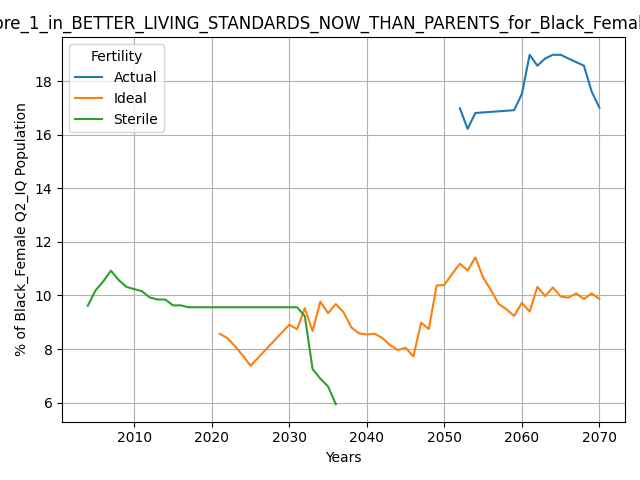 ore_1_in_BETTER_LIVING_STANDARDS_NOW_THAN_PARENTS_for_Black_Femal
Fertility
Actual
Ideal
Sterile
% of Black_Female Q2_IQ Population
18
16
14
12
10
8
6
2010 2020 2030 2040 2050 2060 2070
Years